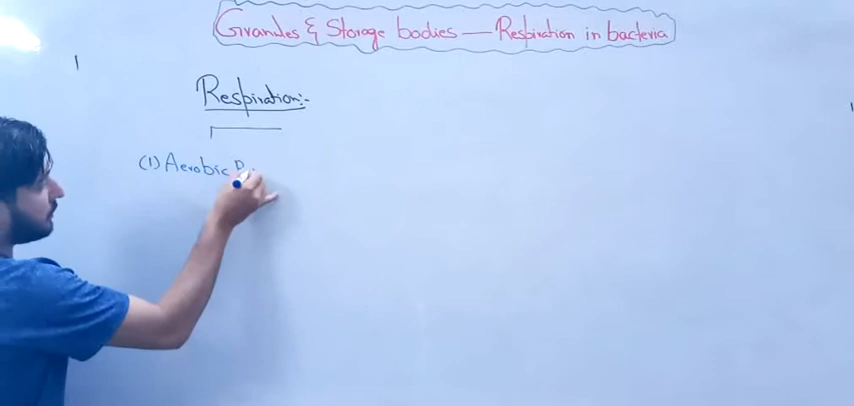 Granules & Storage bodies — Respiration in bacteria
Respiration:-
(1) Aerobic